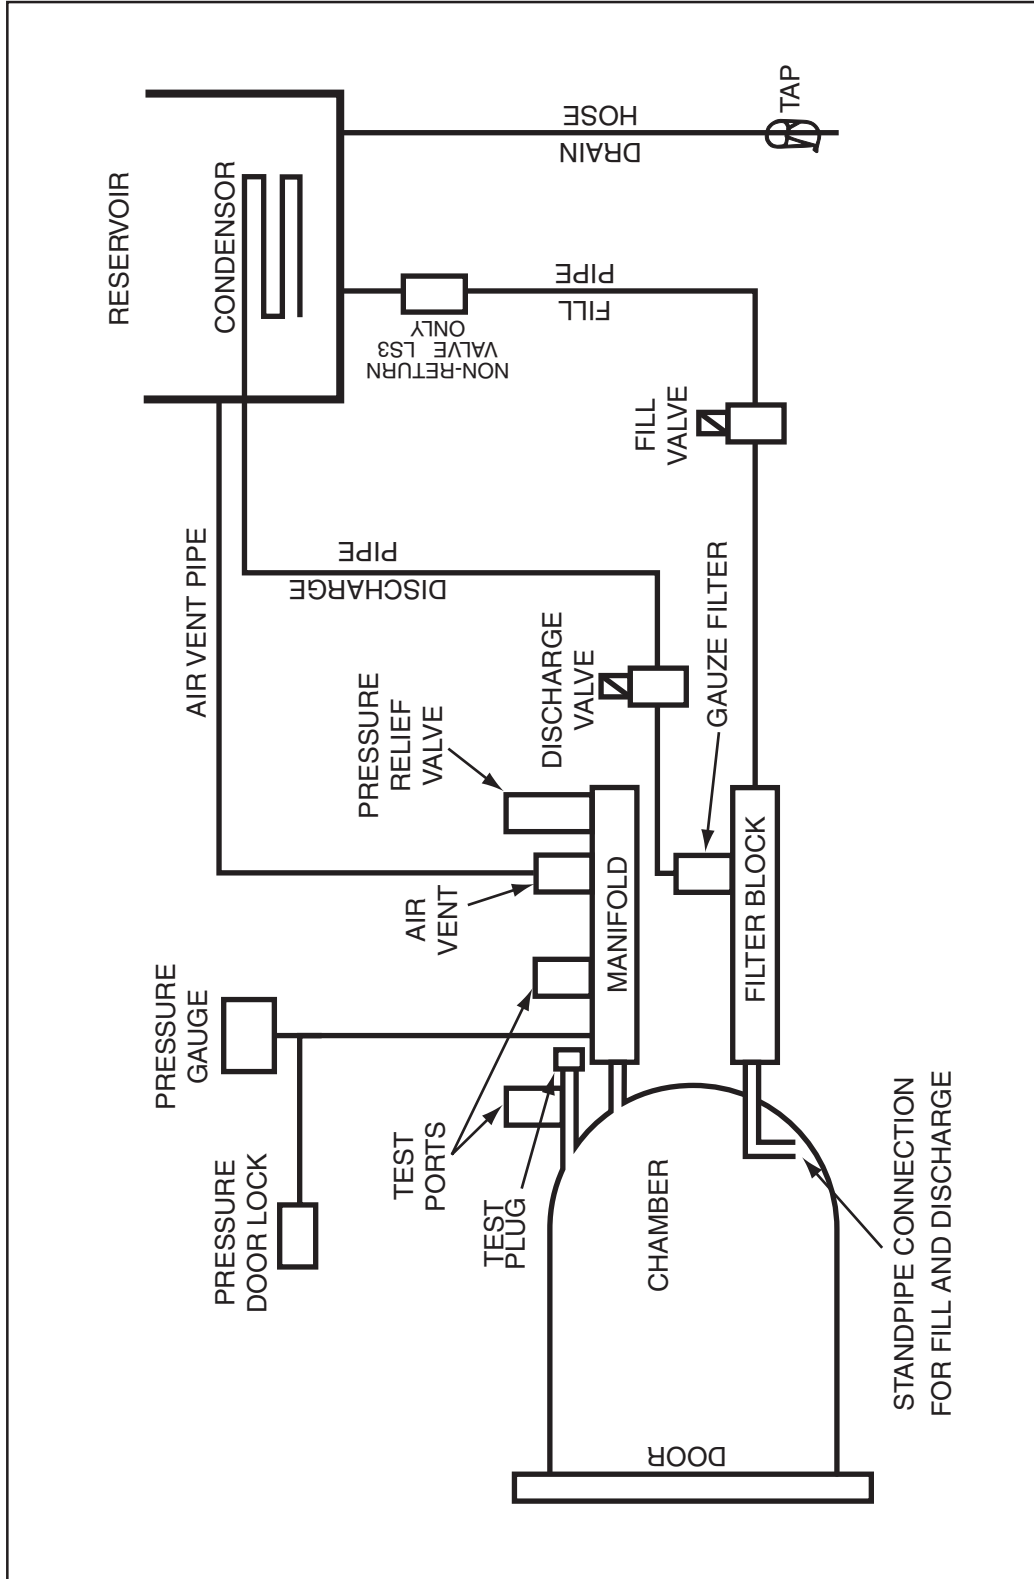 RESERVOIR
CONDENSOR
DRAIN
HOSE
TAP
NON-RETURN
VALVE LS3
ONLY
FILL
PIPE
FILL
VALVE
AIR VENT PIPE
DISCHARGE
PIPE
DISCHARGE
VALVE
GAUZE FILTER
PRESSURE
RELIEF
VALVE
AIR
VENT
MANIFOLD
FILTER BLOCK
PRESSURE
GAUGE
PRESSURE
DOOR LOCK
TEST
PORTS
TEST
PLUG
CHAMBER
DOOR
STANDPIPE CONNECTION
FOR FILL AND DISCHARGE